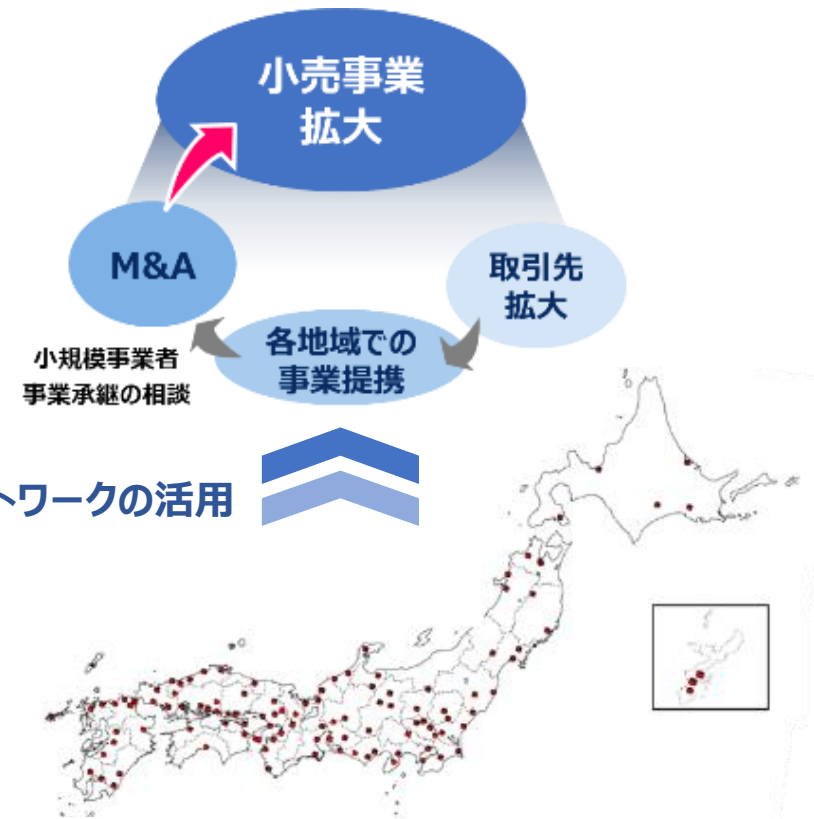 小売事業
拡大
M&A
取引先
拡大
各地域での
事業提携
小規模事業者
事業承継の相談
トワークの活用